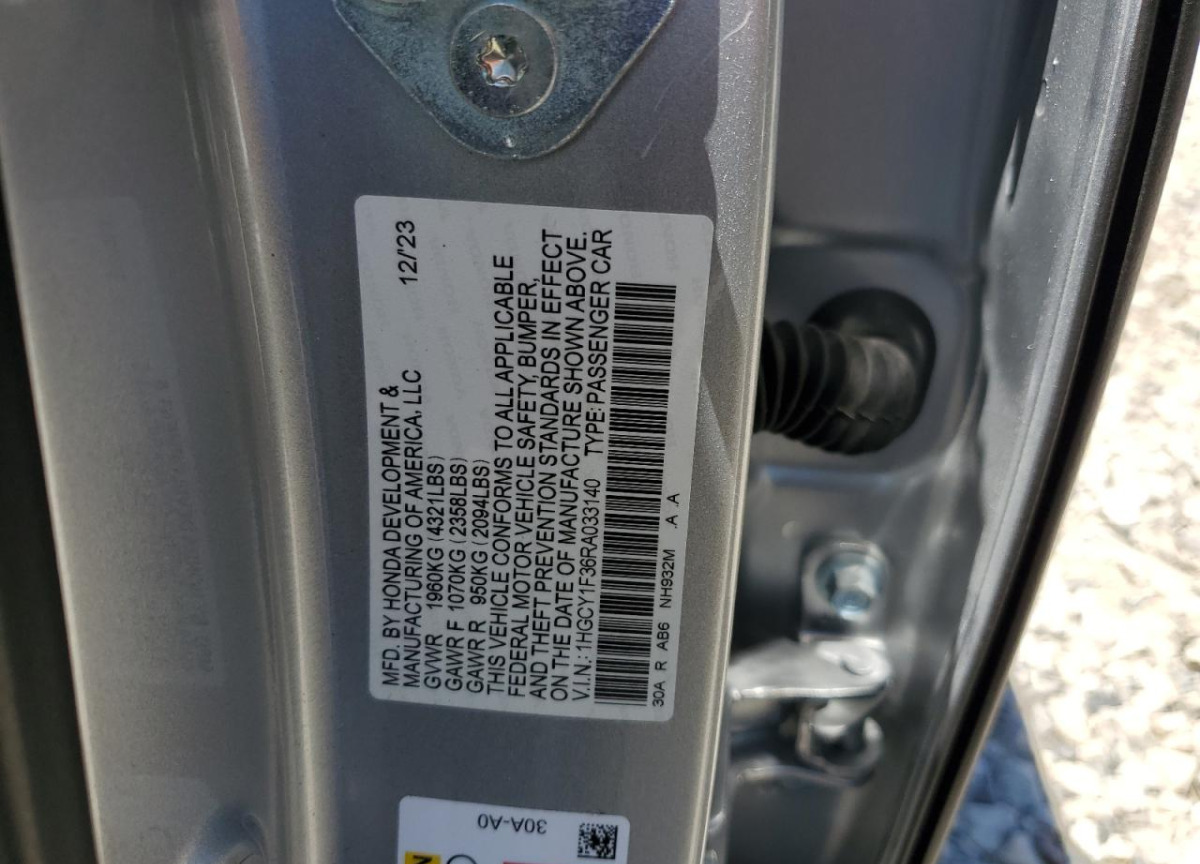 MFD. BY HONDA DEVELOPMENT &
MANUFACTURING OF AMERICA, LLC 12/'23
GVWR 1960KG (4321LBS)
GAWR F 1070KG (2358LBS)
GAWR R 950KG (2094LBS)
THIS VEHICLE CONFORMS TO ALL APPLICABLE
FEDERAL MOTOR VEHICLE SAFETY, BUMPER,
AND THEFT PREVENTION STANDARDS IN EFFECT
ON THE DATE OF MANUFACTURE SHOWN ABOVE.
V.I.N.: 1HGCY1F36RA033140 TYPE: PASSENGER CAR
30A R AB6 NH932M .A .A
30A-A0